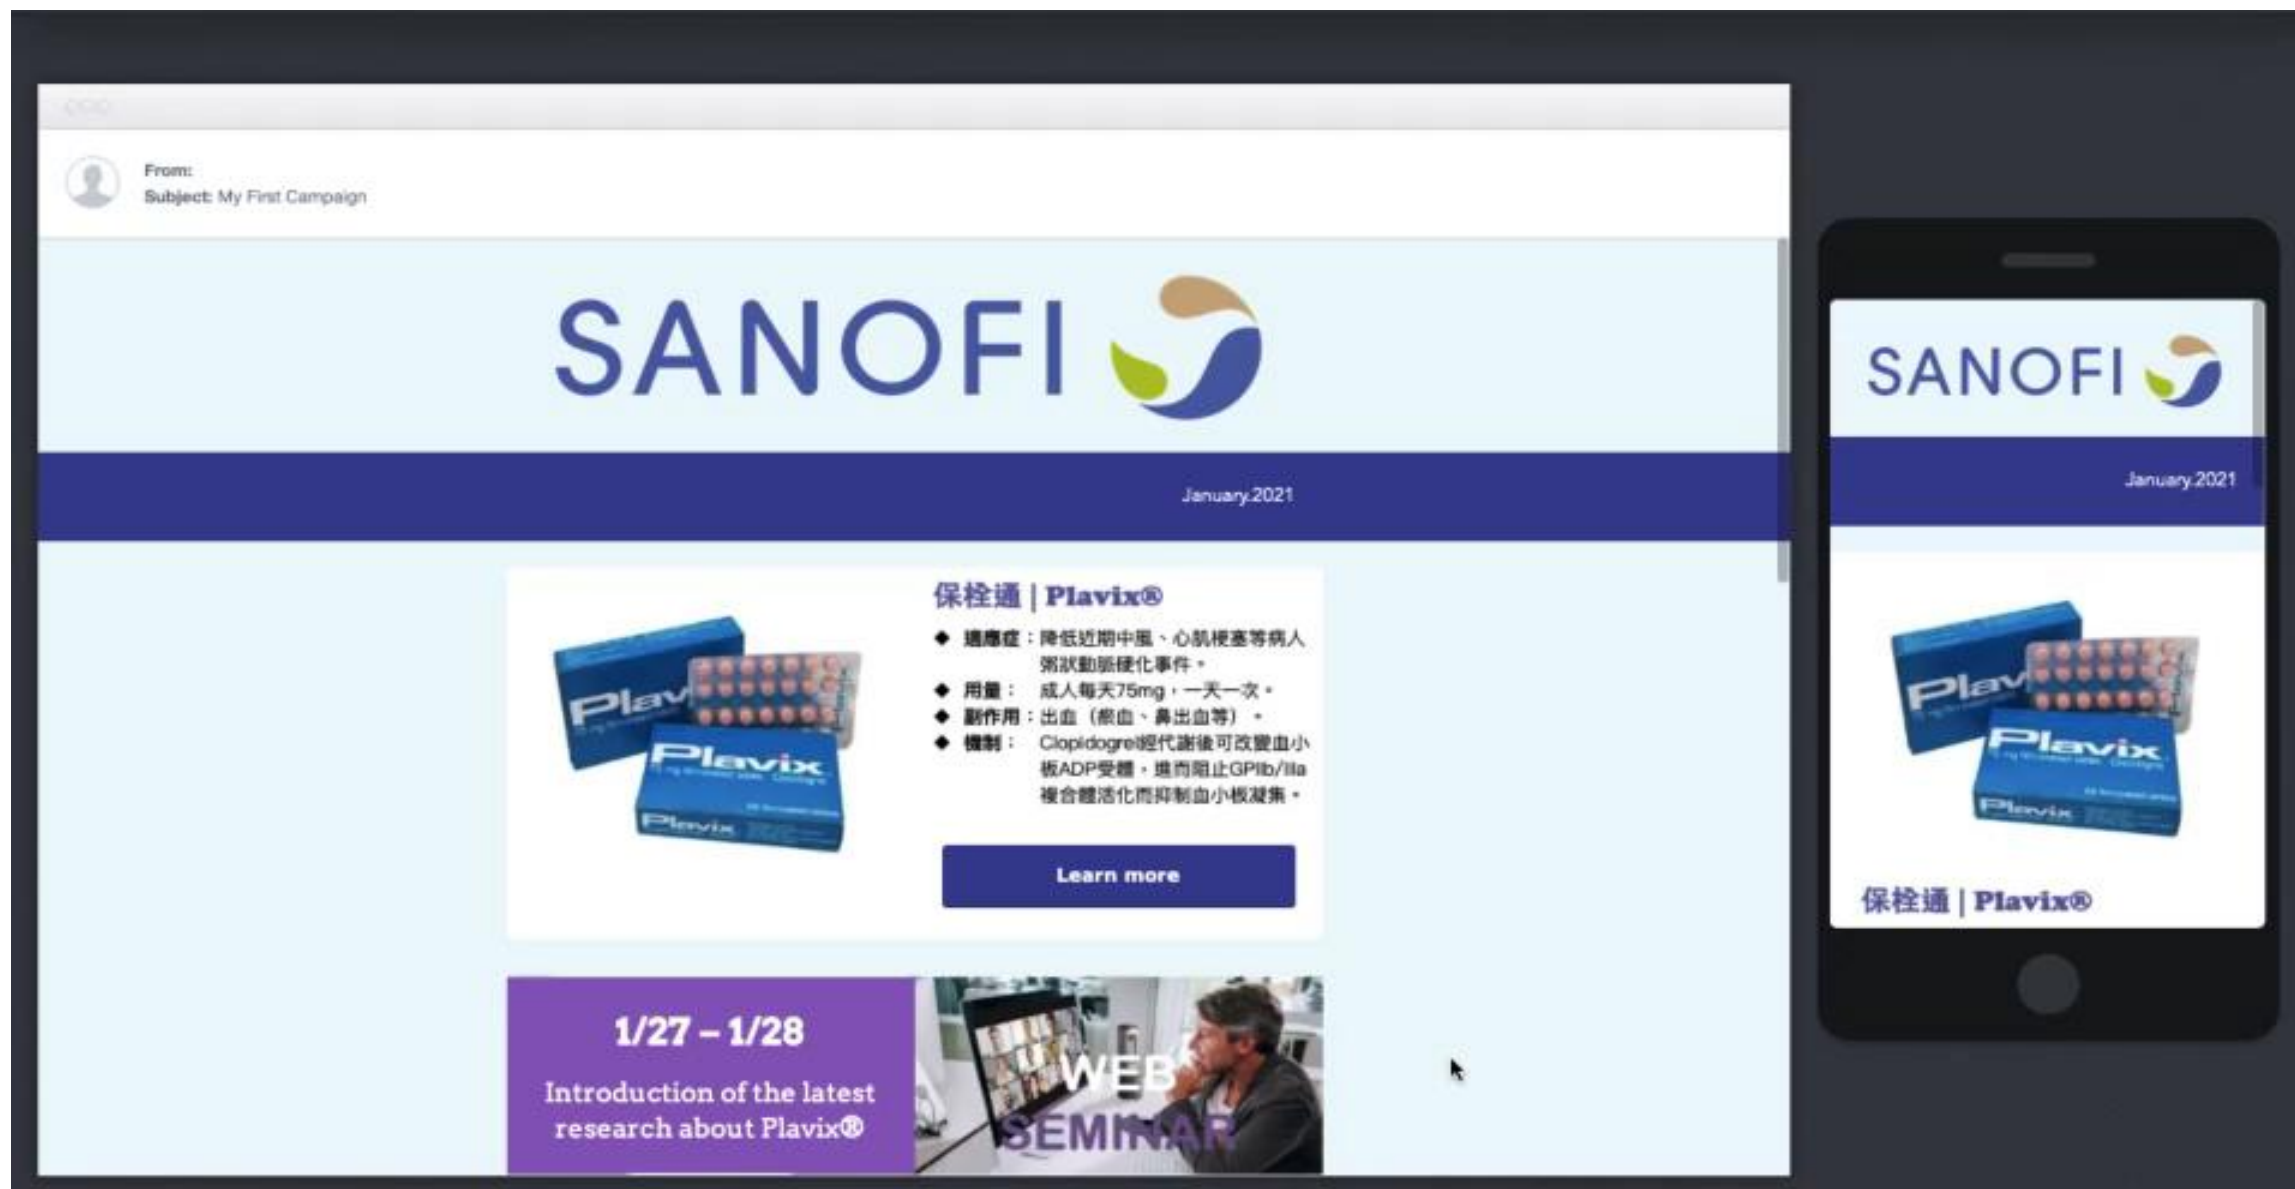 From:
Subject: My First Campaign
SANOFI
January.2021
保栓通 | Plavix®
◆ 適應症：降低近期中風、心肌梗塞等病人
粥狀動脈硬化事件。
◆ 用量： 成人每天75mg，一天一次。
◆ 副作用：出血（瘀血、鼻出血等）。
◆ 機制： Clopidogrel經代謝後可改變血小
板ADP受體，進而阻止GPIIb/IIIa
複合體活化而抑制血小板凝集。
Plavix
Plavix
Learn more
1/27 – 1/28
Introduction of the latest
research about Plavix®
WEB
SEMINAR
SANOFI
January.2021
Plavix
Plavix
保栓通 | Plavix®